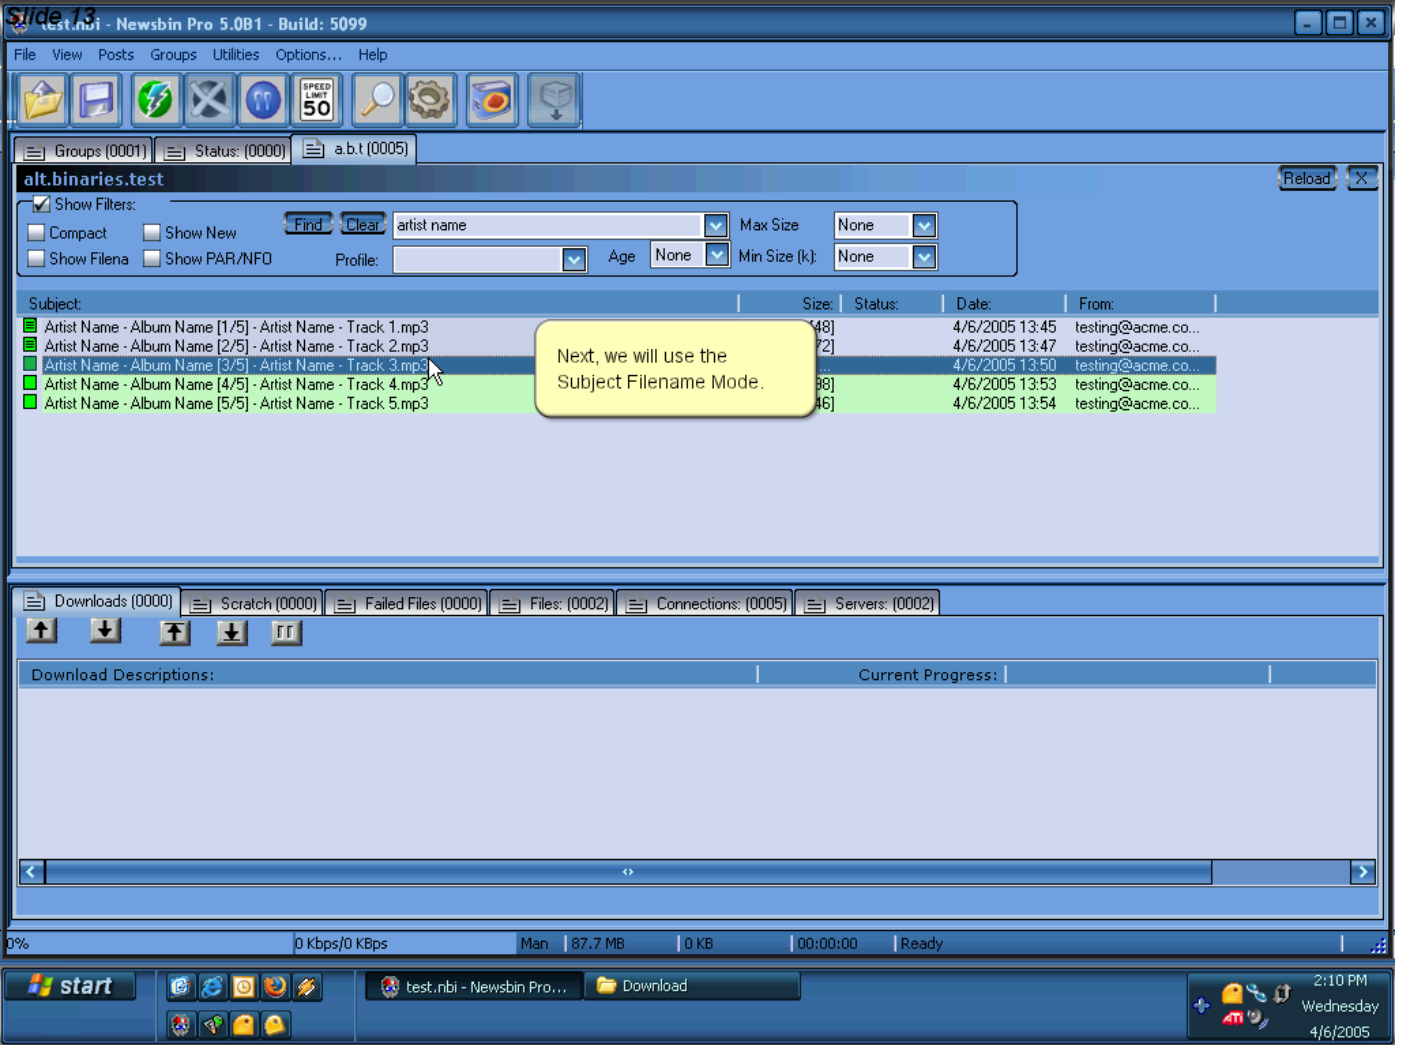 Slide 13
test.nbi - Newsbin Pro 5.0B1 - Build: 5099
File View Posts Groups Utilities Options... Help
SPEED LIMIT 50
Groups (0001) Status: (0000) a.b.t (0005)
alt.binaries.test Reload X
Show Filters:
Find Clear artist name Max Size None
Compact Show New
Show Filena Show PAR/NFO Profile: Age None Min Size (k): None
Subject: Size: Status: Date: From:
Artist Name - Album Name [1/5] - Artist Name - Track 1.mp3 48] 4/6/2005 13:45 testing@acme.co...
Artist Name - Album Name [2/5] - Artist Name - Track 2.mp3 72] 4/6/2005 13:47 testing@acme.co...
Artist Name - Album Name [3/5] - Artist Name - Track 3.mp3 ... 4/6/2005 13:50 testing@acme.co...
Artist Name - Album Name [4/5] - Artist Name - Track 4.mp3 4/6/2005 13:53 testing@acme.co...
Artist Name - Album Name [5/5] - Artist Name - Track 5.mp3 46] 4/6/2005 13:54 testing@acme.co...
Next, we will use the
Subject Filename Mode.
Downloads (0000) Scratch (0000) Failed Files (0000) Files: (0002) Connections: (0005) Servers: (0002)
Download Descriptions: Current Progress:
0% 0 Kbps/0 KBps Man 87.7 MB 0 KB 00:00:00 Ready
start test.nbi - Newsbin Pro... Download 2:10 PM
Wednesday
ATI
4/6/2005